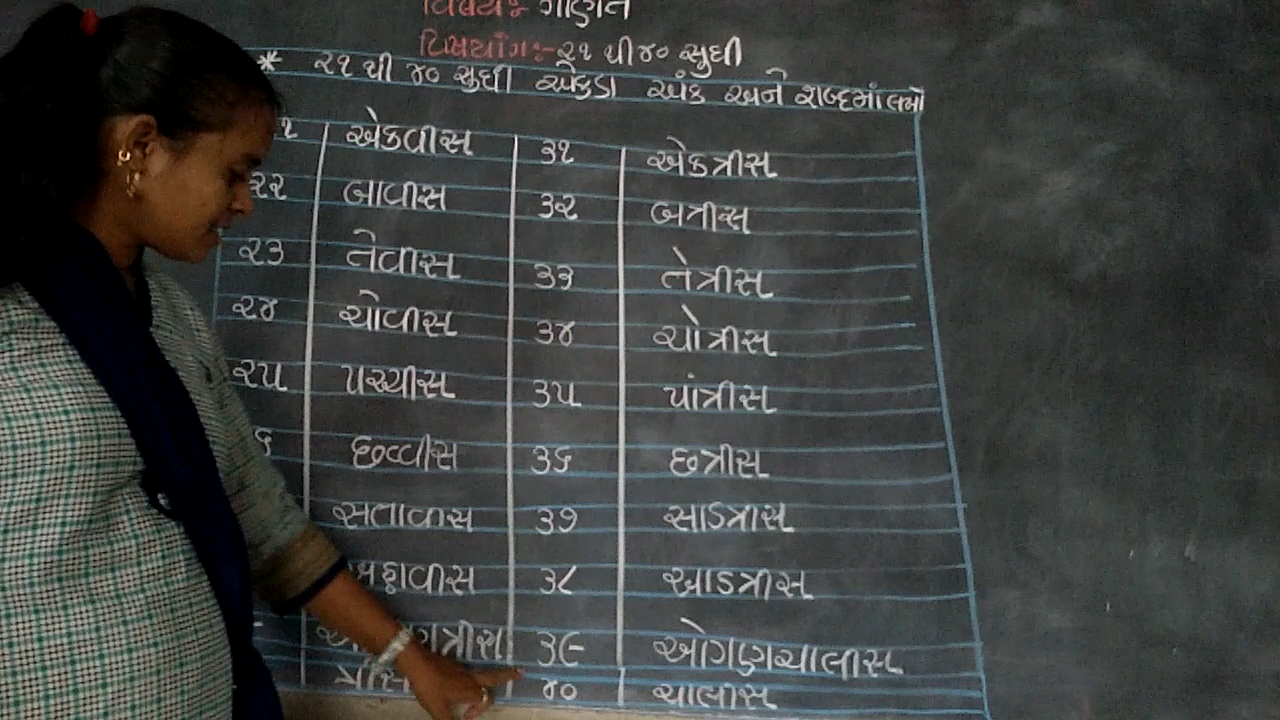 વિષય:- ગણિત
વિષયાંગ:- ૨૧ થી ૪૦ સુધી
* ૨૧ થી ૪૦ સુધી એકડા અંક અને શબ્દમાં લખો
એકવીસ ૩૧ એકત્રીસ
૨૨ બાવીસ ૩૨ બત્રીસ
૨૩ તેવીસ ૩૩ તેત્રીસ
૨૪ ચોવીસ ૩૪ ચોત્રીસ
૨૫ પચ્ચીસ ૩૫ પાંત્રીસ
છવ્વીસ ૩૬ છત્રીસ
સતાવીસ ૩૭ સાડત્રીસ
અઠ્ઠાવીસ ૩૮ આડત્રીસ
૩૯ ઓગણચાલીસ
ત્રીસ ૪૦ ચાલીસ